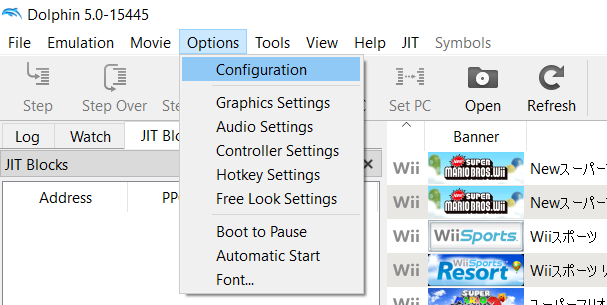 Dolphin 5.0-15445
File Emulation Movie Options Tools View Help JIT Symbols
Step Step Over Set PC Open Refresh
Configuration
Graphics Settings
Audio Settings
Controller Settings
Hotkey Settings
Free Look Settings
Boot to Pause
Automatic Start
Font...
Log Watch JIT Blo
JIT Blocks
Address PP
Banner
Wii NEW SUPER MARIO BROS. Wii Newスーパー
Wii NEW SUPER MARIO BROS. Wii Newスーパー
Wii Wii Sports Wiiスポーツ
Wii Wii Sports Resort Wiiスポーツ リ
スーパーマリオ